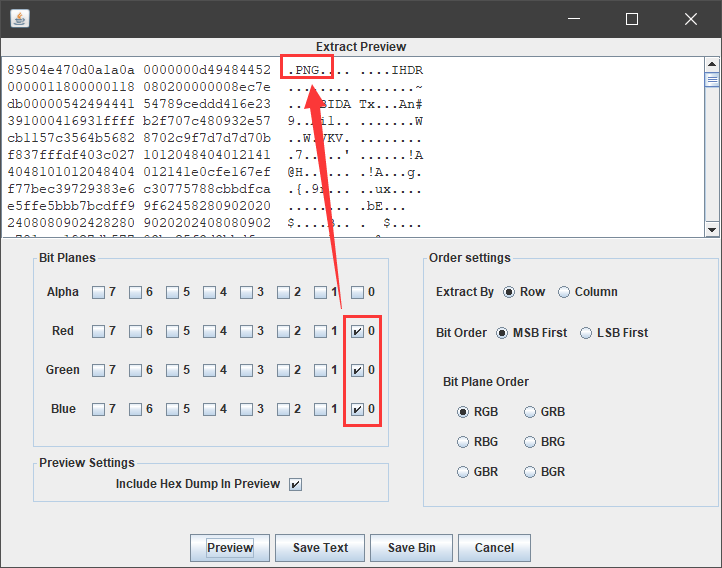 Extract Preview
89504e470d0a1a0a 0000000d49484452 .PNG.... ....IHDR
0000011800000118 080200000008ec7e ........ .......~
db00000542494441 54789ceddd416e23 ...BIDA Tx...An#
391000416931ffff b2f707c480932e57 9..Ai1.. .......W
cb1157c3564b5682 8702c9f7d7d7d70b ..W.VKV. ........
f837fffdf403c027 1012048404012141 .7.....' ......!A
4048101012048404 012141e0cfe167ef @H...... .!A...g.
f77bec39729383e6 c30775788cbbdfca .{.9r... ..ux....
e5ffe5bbb7bcdff9 9f62458280902020 ........ .bE...
2408080902428280 9020202408080902 $....B.. . $....
Bit Planes
Alpha 7 6 5 4 3 2 1 0
Red 7 6 5 4 3 2 1 0
Green 7 6 5 4 3 2 1 0
Blue 7 6 5 4 3 2 1 0
Preview Settings
Include Hex Dump In Preview
Order settings
Extract By Row Column
Bit Order MSB First LSB First
Bit Plane Order
RGB GRB
RBG BRG
GBR BGR
Preview Save Text Save Bin Cancel